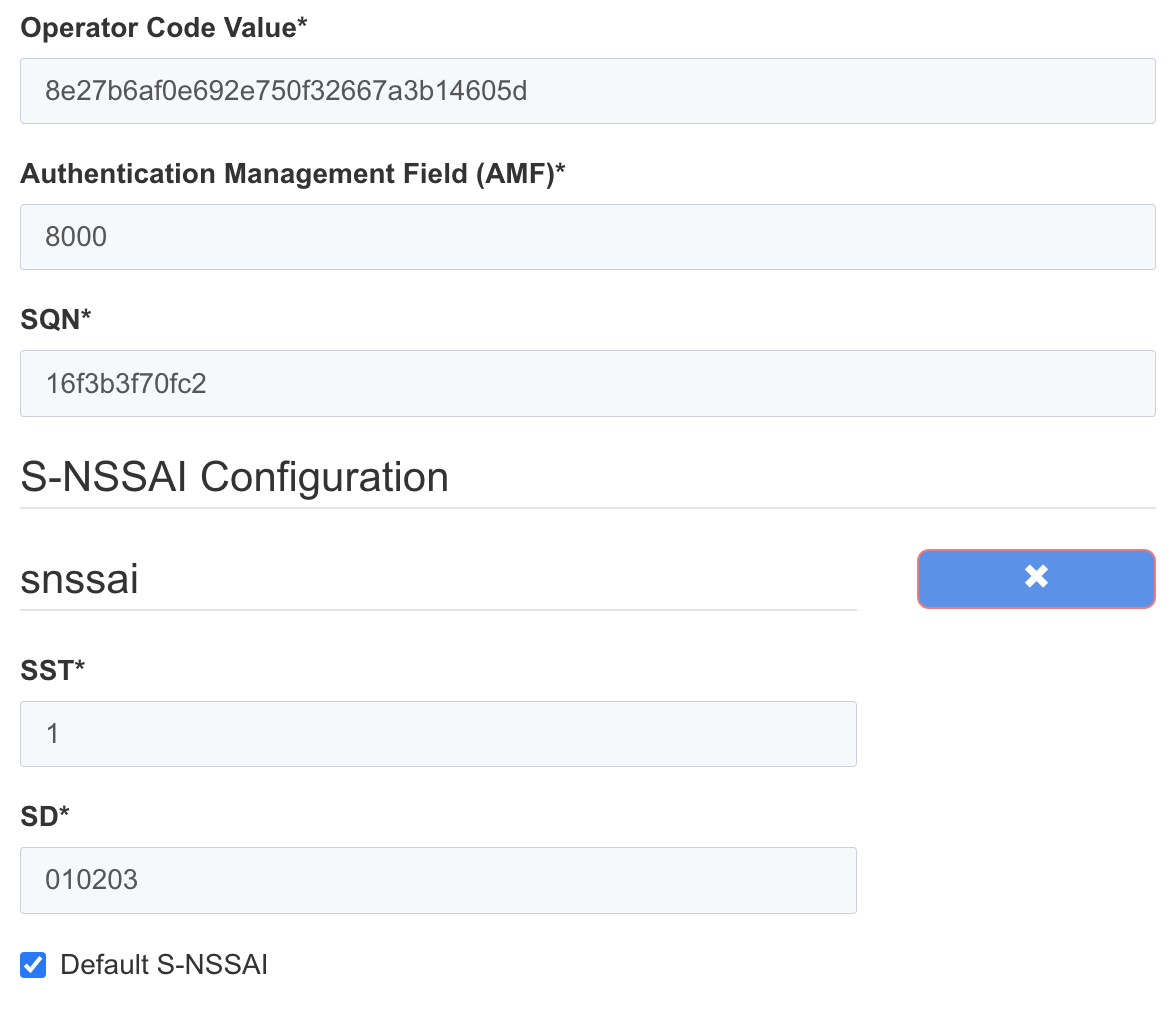 Operator Code Value*
8e27b6af0e692e750f32667a3b14605d
Authentication Management Field (AMF)*
8000
SQN*
16f3b3f70fc2
S-NSSAI Configuration
snssai
SST*
1
SD*
010203
Default S-NSSAI